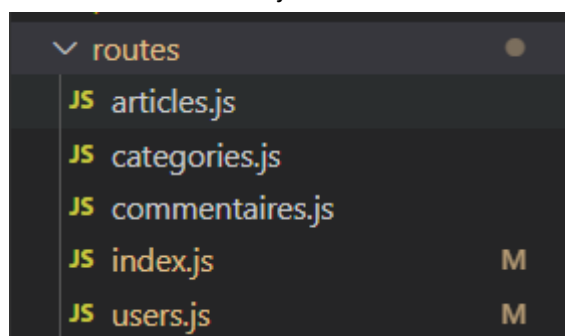 routes
JS articles.js
JS categories.js
JS commentaires.js
JS index.js M
JS users.js M